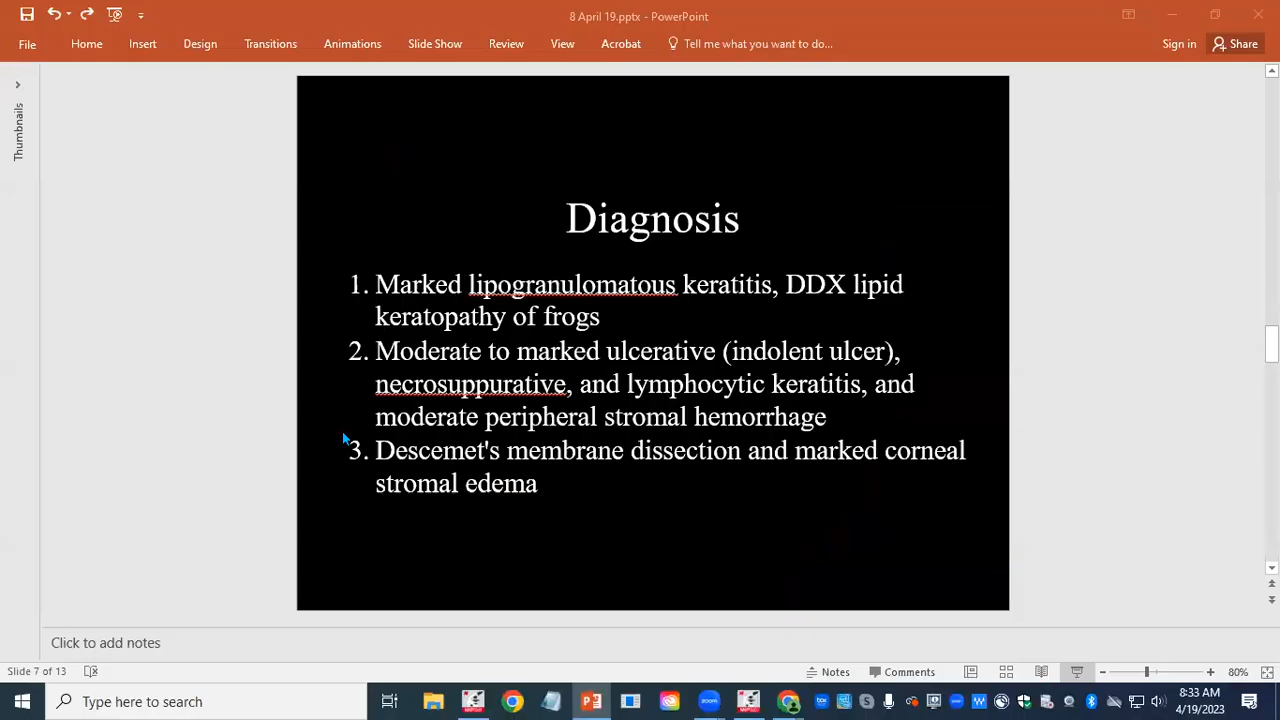 8 April 19.pptx - PowerPoint
File Home Insert Design Transitions Animations Slide Show Review View Acrobat Tell me what you want to do... Sign in Share
Thumbnails
Diagnosis
1. Marked lipogranulomatous keratitis, DDX lipid
keratopathy of frogs
2. Moderate to marked ulcerative (indolent ulcer),
necrosuppurative, and lymphocytic keratitis, and
moderate peripheral stromal hemorrhage
3. Descemet's membrane dissection and marked corneal
stromal edema
Click to add notes
Slide 7 of 13 Notes Comments 80%
Type here to search
8:33 AM
4/19/2023